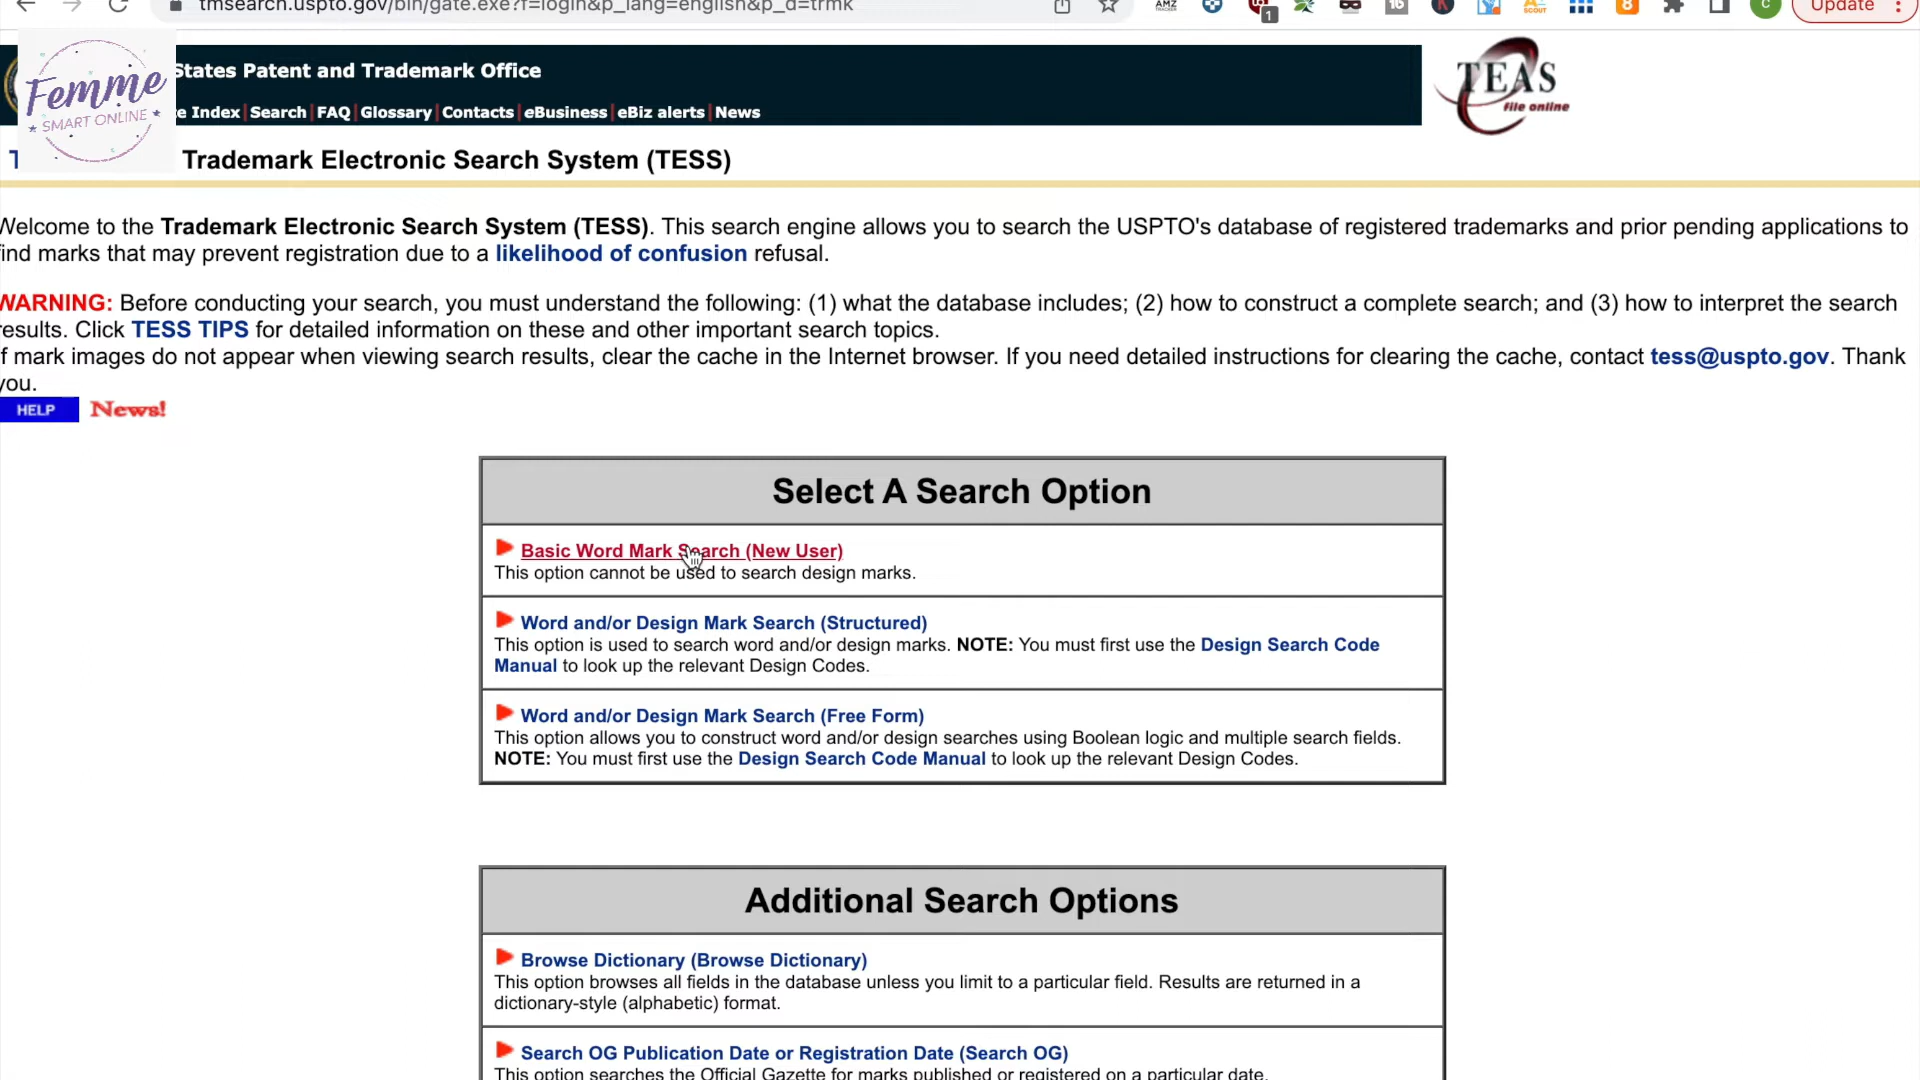 tmsearch.uspto.gov/bin/gate.exe?f=login&p_lang=english&p_d=trmk
Update
States Patent and Trademark Office
Index | Search | FAQ | Glossary | Contacts | eBusiness | eBiz alerts | News
TEAS
file online
Femme
SMART ONLINE
Trademark Electronic Search System (TESS)
Welcome to the Trademark Electronic Search System (TESS). This search engine allows you to search the USPTO's database of registered trademarks and prior pending applications to
find marks that may prevent registration due to a likelihood of confusion refusal.
WARNING: Before conducting your search, you must understand the following: (1) what the database includes; (2) how to construct a complete search; and (3) how to interpret the search
results. Click TESS TIPS for detailed information on these and other important search topics.
If mark images do not appear when viewing search results, clear the cache in the Internet browser. If you need detailed instructions for clearing the cache, contact tess@uspto.gov. Thank
you.
HELP News!
Select A Search Option
Basic Word Mark Search (New User)
This option cannot be used to search design marks.
Word and/or Design Mark Search (Structured)
This option is used to search word and/or design marks. NOTE: You must first use the Design Search Code
Manual to look up the relevant Design Codes.
Word and/or Design Mark Search (Free Form)
This option allows you to construct word and/or design searches using Boolean logic and multiple search fields.
NOTE: You must first use the Design Search Code Manual to look up the relevant Design Codes.
Additional Search Options
Browse Dictionary (Browse Dictionary)
This option browses all fields in the database unless you limit to a particular field. Results are returned in a
dictionary-style (alphabetic) format.
Search OG Publication Date or Registration Date (Search OG)
This option searches the Official Gazette for marks published or registered on a particular date.